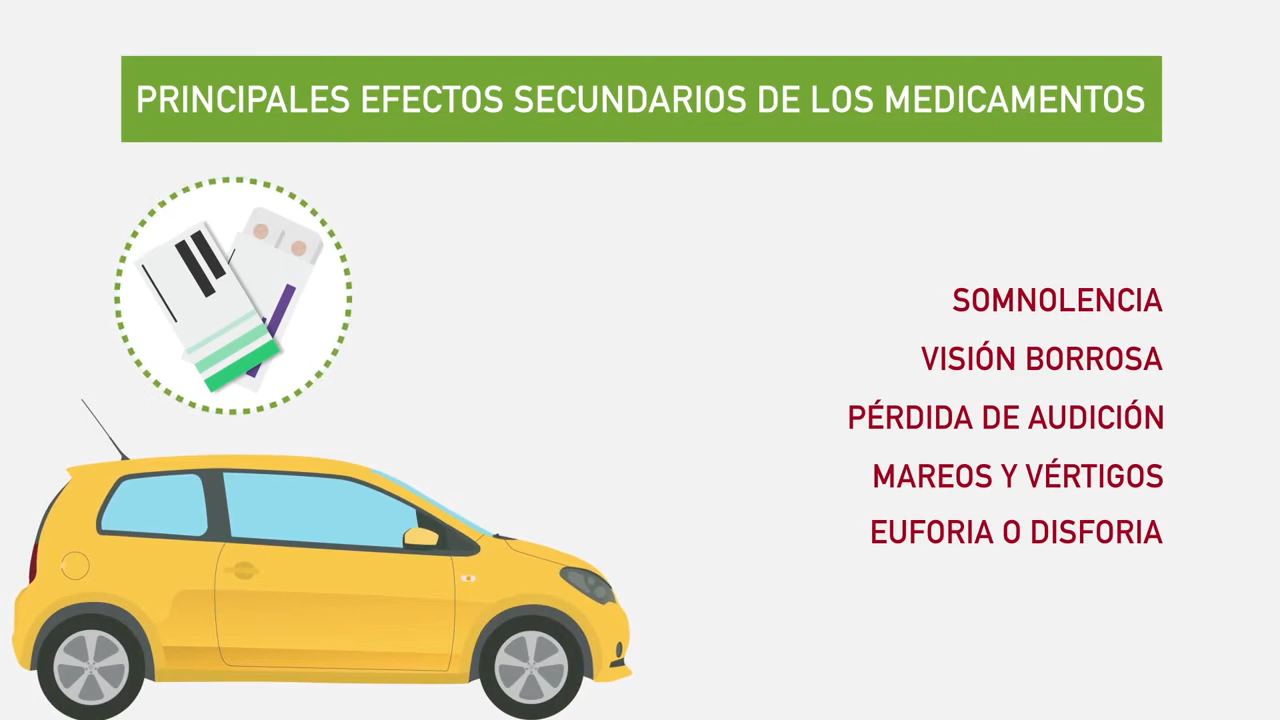 PRINCIPALES EFECTOS SECUNDARIOS DE LOS MEDICAMENTOS
SOMNOLENCIA
VISIÓN BORROSA
PÉRDIDA DE AUDICIÓN
MAREOS Y VÉRTIGOS
EUFORIA O DISFORIA